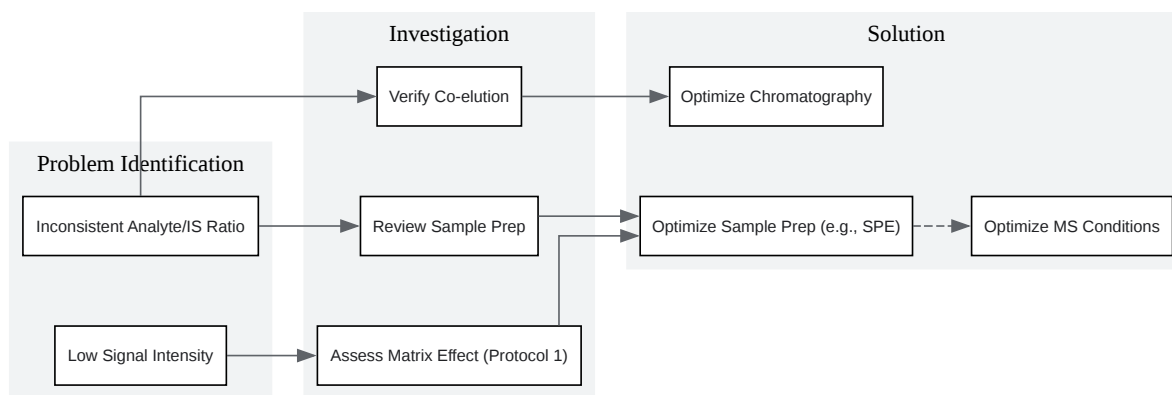 Investigation
Solution
Verify Co-elution
Optimize Chromatography
Problem Identification
Inconsistent Analyte/IS Ratio
Review Sample Prep
Optimize Sample Prep (e.g., SPE)
Optimize MS Conditions
Low Signal Intensity
Assess Matrix Effect (Protocol 1)